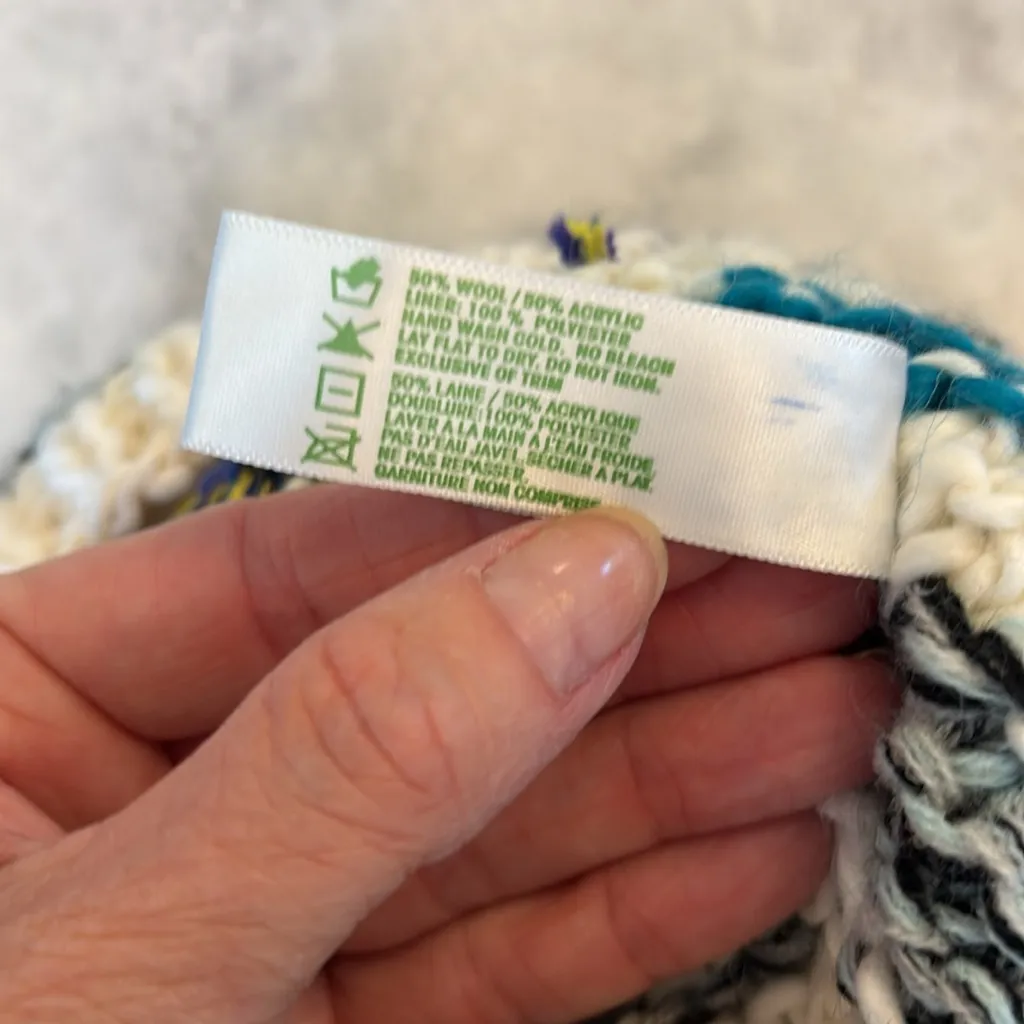 50% WOOL / 50% ACRYLIC
LINER: 100 % POLYESTER
HAND WASH COLD. NO BLEACH
LAY FLAT TO DRY. DO NOT IRON.
EXCLUSIVE OF TRIM
50% LAINE / 50% ACRYLIQUE
DOUBLURE: 100% POLYESTER
LAVER A LA MAIN A L'EAU FROIDE,
PAS D'EAU JAVEL, SECHER A PLAT,
NE PAS REPASSER,
GARNITURE NON COMPRISE